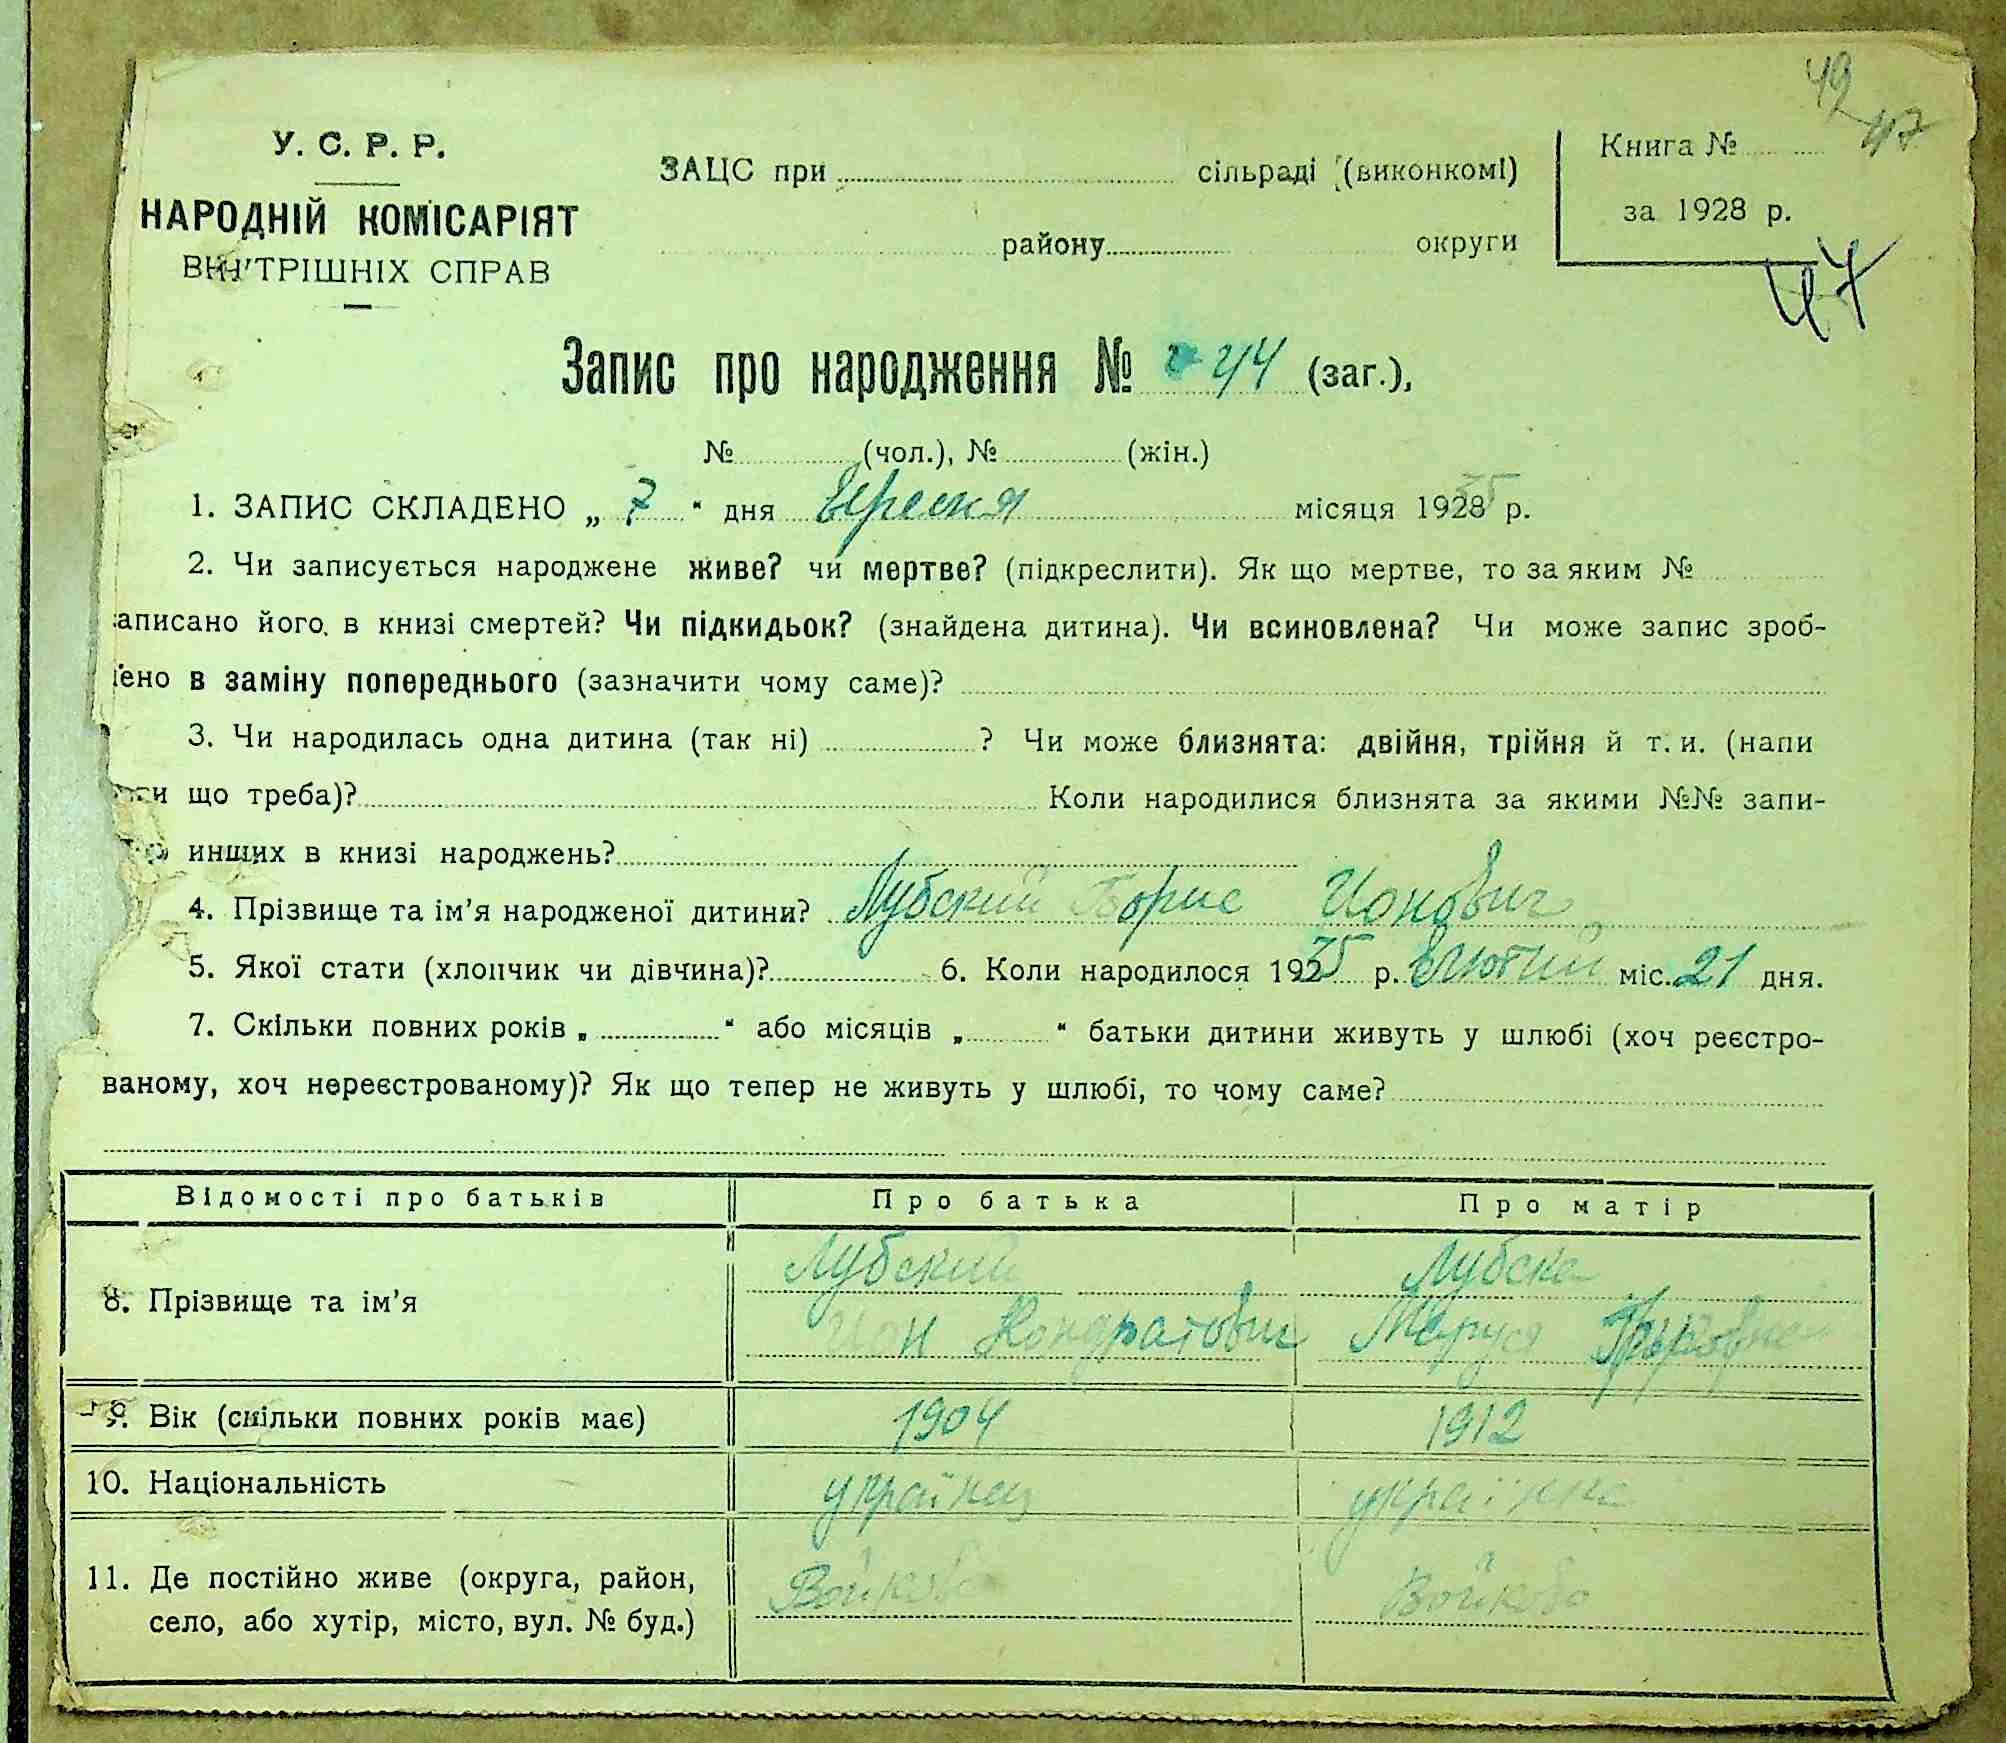 49
47
У. С. Р. Р.
НАРОДНІЙ КОМІСАРІЯТ
ВНУТРІШНІХ СПРАВ
ЗАЦС при сільраді (виконкомі)
району округи
Книга №
за 1928 р.
47
Запис про народження № 44 (заг.),
№ (чол.), № (жін.)
1. ЗАПИС СКЛАДЕНО „ 7 “ дня вересня місяця 192835 р.
2. Чи записується народжене живе? чи мертве? (підкреслити). Як що мертве, то за яким №
аписано його в книзі смертей? Чи підкидьок? (знайдена дитина). Чи всиновлена? Чи може запис зроб-
лено в заміну попереднього (зазначити чому саме)?
3. Чи народилась одна дитина (так ні) ? Чи може близнята: двійня, трійня й т. и. (напи
ти що треба)? Коли народилися близнята за якими №№ запи-
инших в книзі народжень?
4. Прізвище та ім’я народженої дитини? Лубский Борис Ионович
5. Якої стати (хлопчик чи дівчина)? 6. Коли народилося 1935 р. Лютий міс. 21 дня.
7. Скільки повних років „ “ або місяців „ “ батьки дитини живуть у шлюбі (хоч реєстро-
ваному, хоч нереєстрованому)? Як що тепер не живуть у шлюбі, то чому саме?
Відомості про батьків Про батька Про матір
8. Прізвище та ім’я
Лубский Лубска
Ион Кондратович Маруся
9. Вік (скільки повних років має) 1904 1912
10. Національність українец українка
11. Де постійно живе (округа, район, Войково Войково
село, або хутір, місто, вул. № буд.)